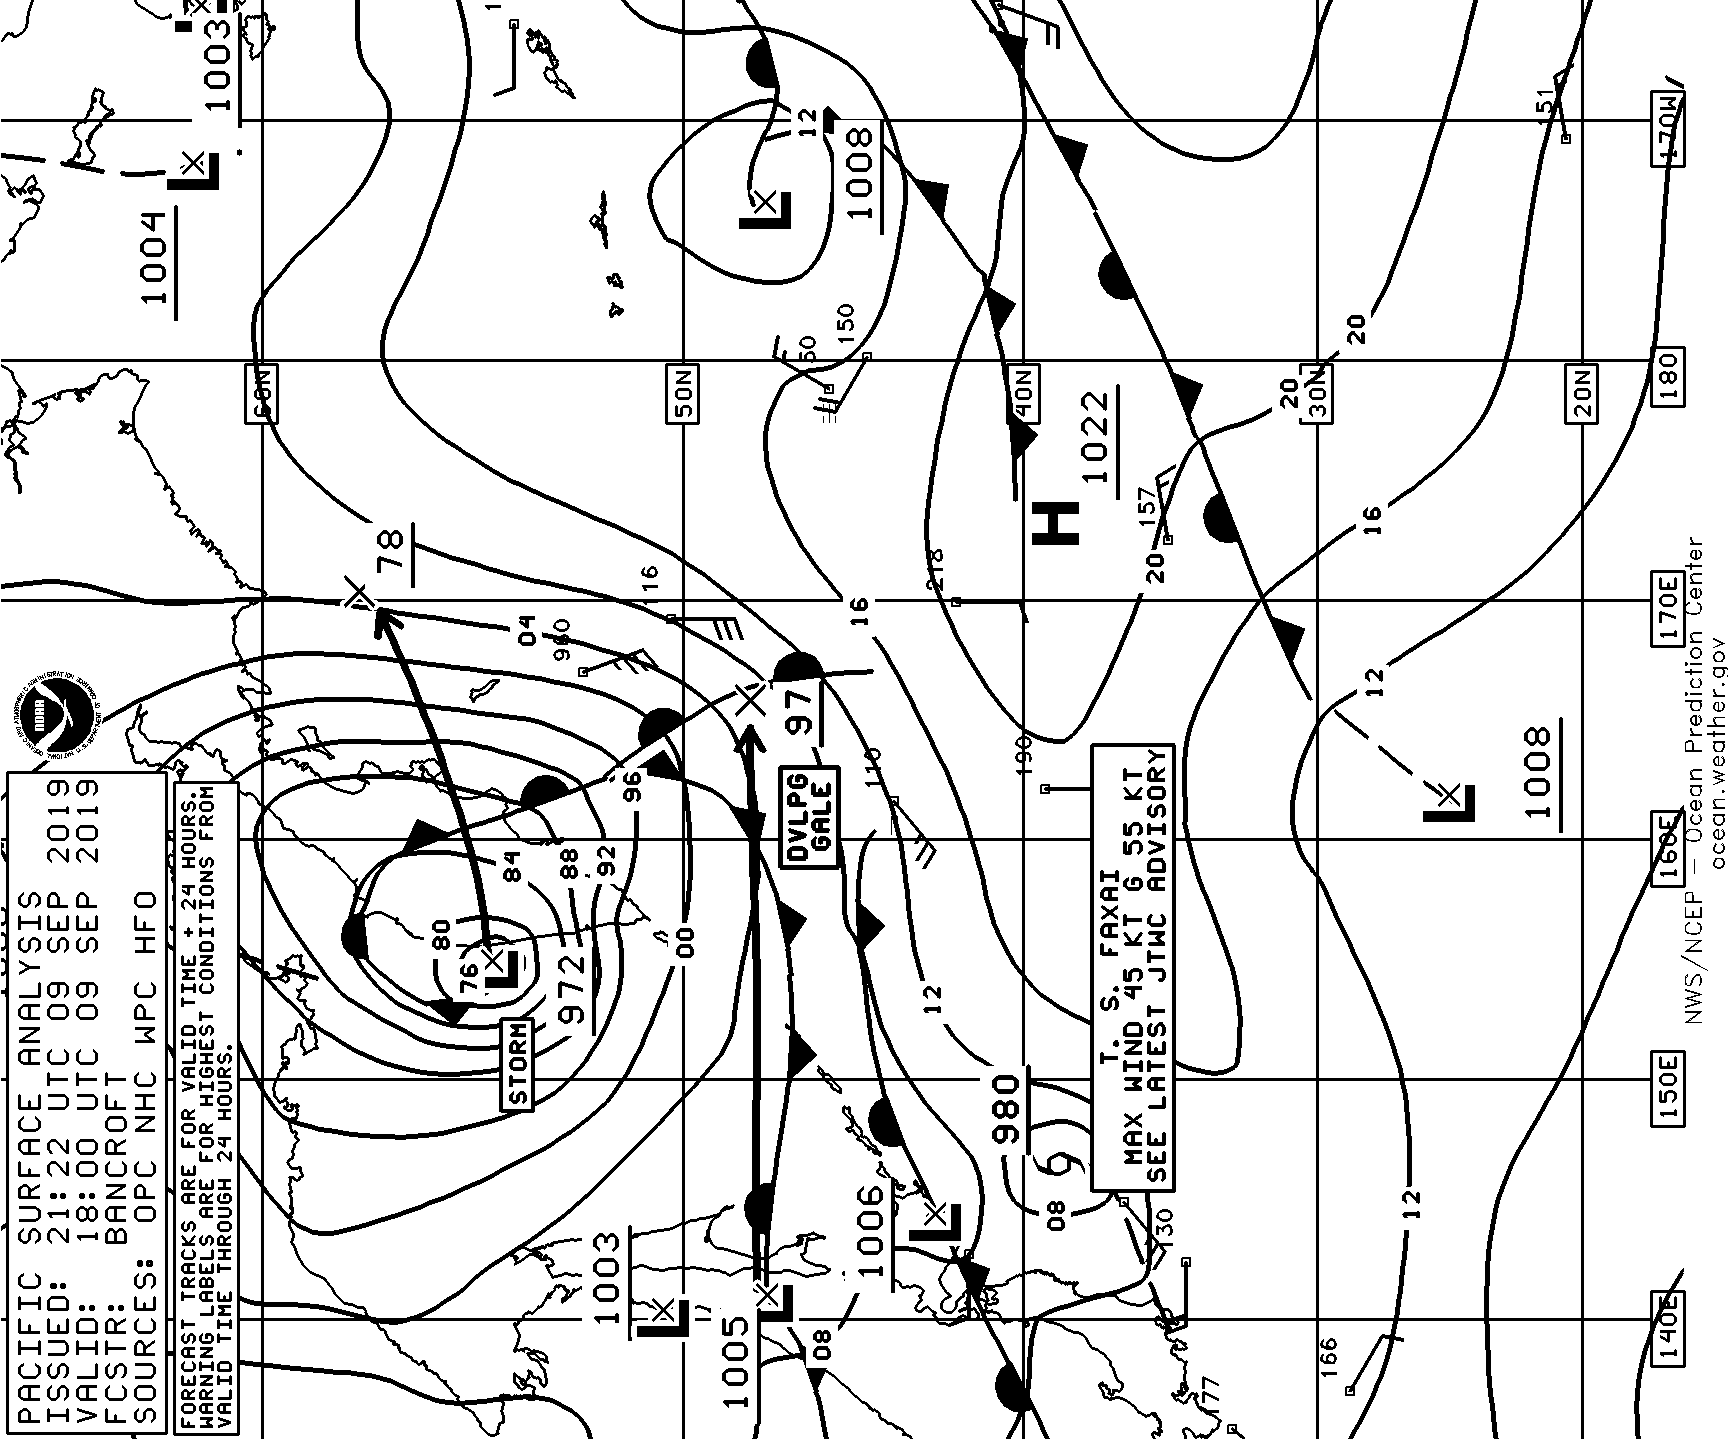 PACIFIC SURFACE ANALYSIS
ISSUED: 21:22 UTC 09 SEP 2019
VALID: 18:00 UTC 09 SEP 2019
FCSTR: BANCROFT
SOURCES: OPC NHC WPC HFO
FORECAST TRACKS ARE FOR VALID TIME + 24 HOURS.
WARNING LABELS ARE FOR HIGHEST CONDITIONS FROM
VALID TIME THROUGH 24 HOURS.
NOAA
1004
1003
60N
50N
40N
30N
20N
78
04
16
STORM
76
80
84
88
92
96
00
972
1003
1005
08
1006
DVLPG
GALE
97
110
12
1008
150
16
218
190
H
1022
157
20
20
20
16
12
12
12
980
08
130
T. S. FAXAI
MAX WIND 45 KT G 55 KT
SEE LATEST JTWC ADVISORY
166
177
151
1008
L
L
L
L
L
L
L
140E
150E
160E
170E
180
170W
NWS/NCEP – Ocean Prediction Center
ocean.weather.gov